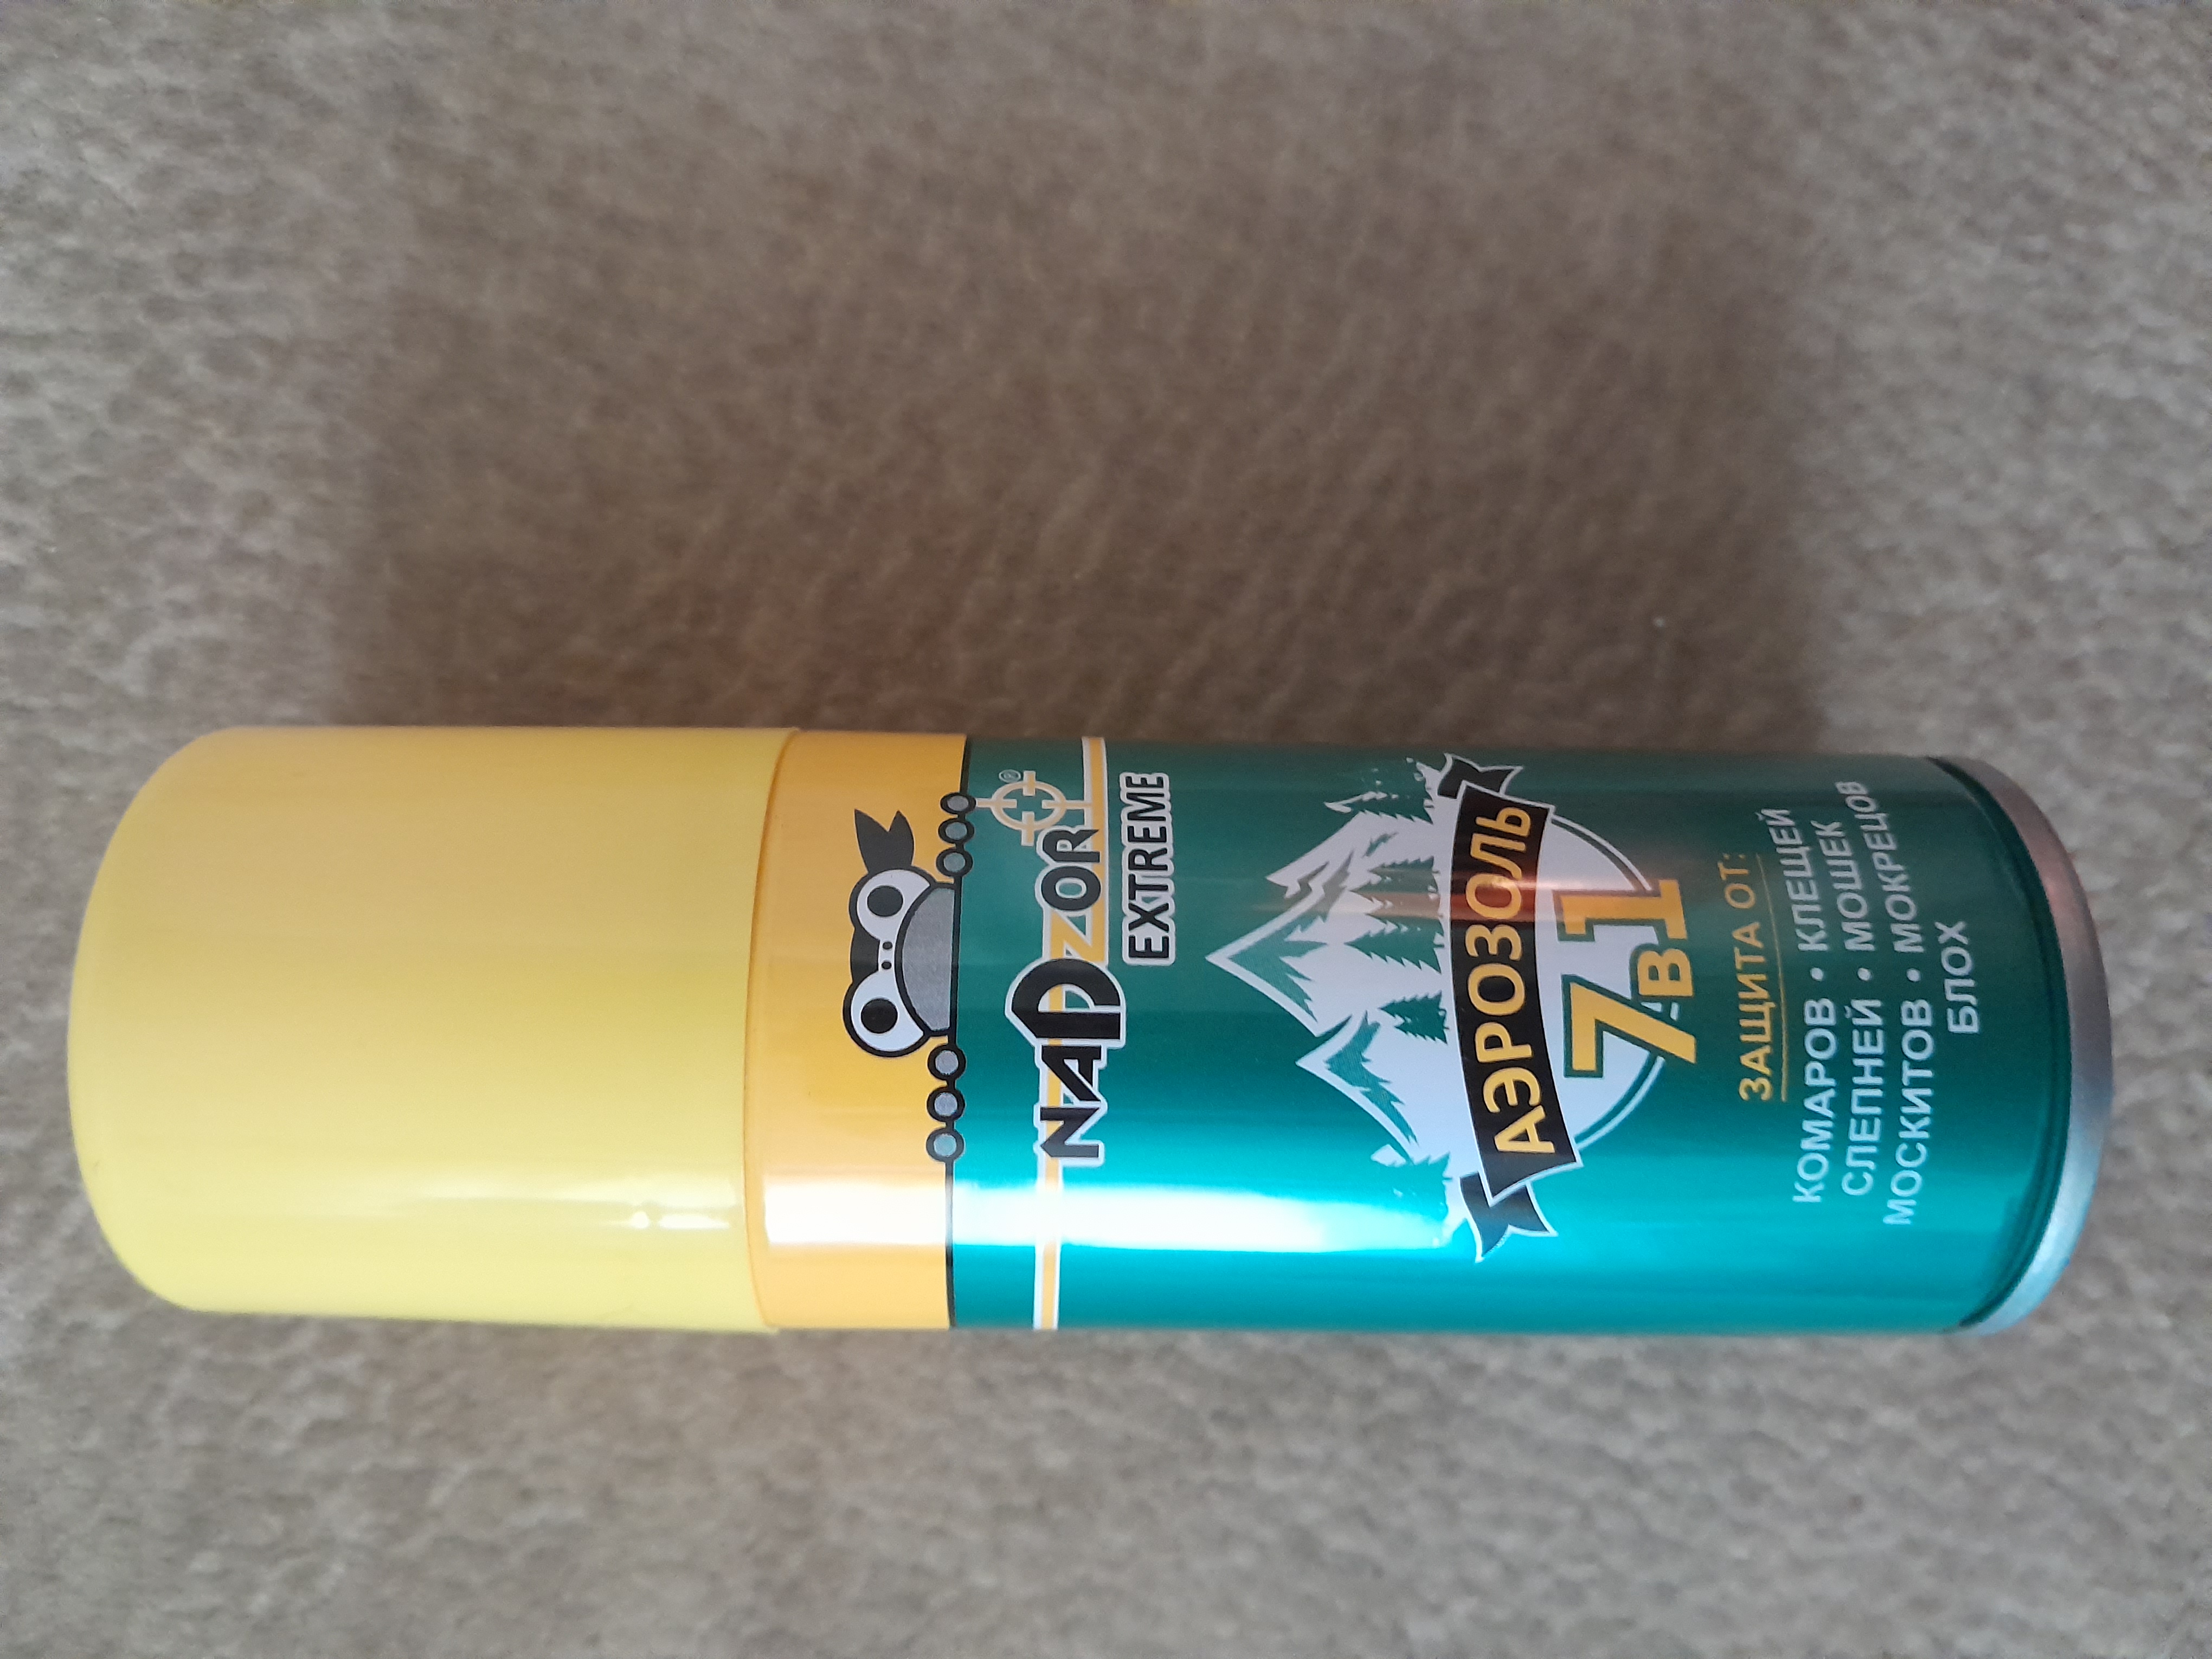 NADZOR®
EXTREME
АЭРОЗОЛЬ
7 в 1
ЗАЩИТА ОТ:
КОМАРОВ • КЛЕЩЕЙ
СЛЕПНЕЙ • МОШЕК
МОСКИТОВ • МОКРЕЦОВ
БЛОХ